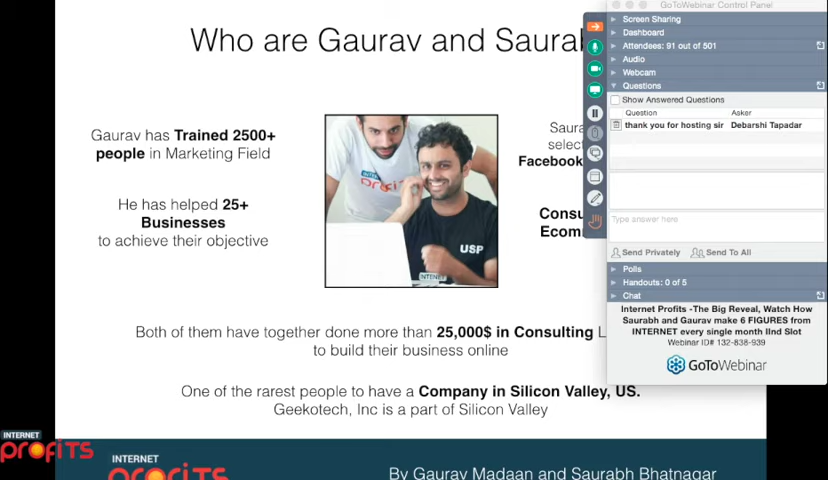 Who are Gaurav and Saurab
Gaurav has Trained 2500+
people in Marketing Field
He has helped 25+
Businesses
to achieve their objective
Saura
select
Facebook
Consu
Ecom
profits
USP
INTERNET
Both of them have together done more than 25,000$ in Consulting
to build their business online
One of the rarest people to have a Company in Silicon Valley, US.
Geekotech, Inc is a part of Silicon Valley
INTERNET
profiTS
INTERNET
profiTS
By Gaurav Madaan and Saurabh Bhatnagar
GoToWebinar Control Panel
Screen Sharing
Dashboard
Attendees: 91 out of 501
Audio
Webcam
Questions
Show Answered Questions
Question Asker
thank you for hosting sir Debarshi Tapadar
Type answer here
Send Privately Send To All
Polls
Handouts: 0 of 5
Chat
Internet Profits -The Big Reveal, Watch How
Saurabh and Gaurav make 6 FIGURES from
INTERNET every single month IInd Slot
Webinar ID# 132-838-939
GoToWebinar